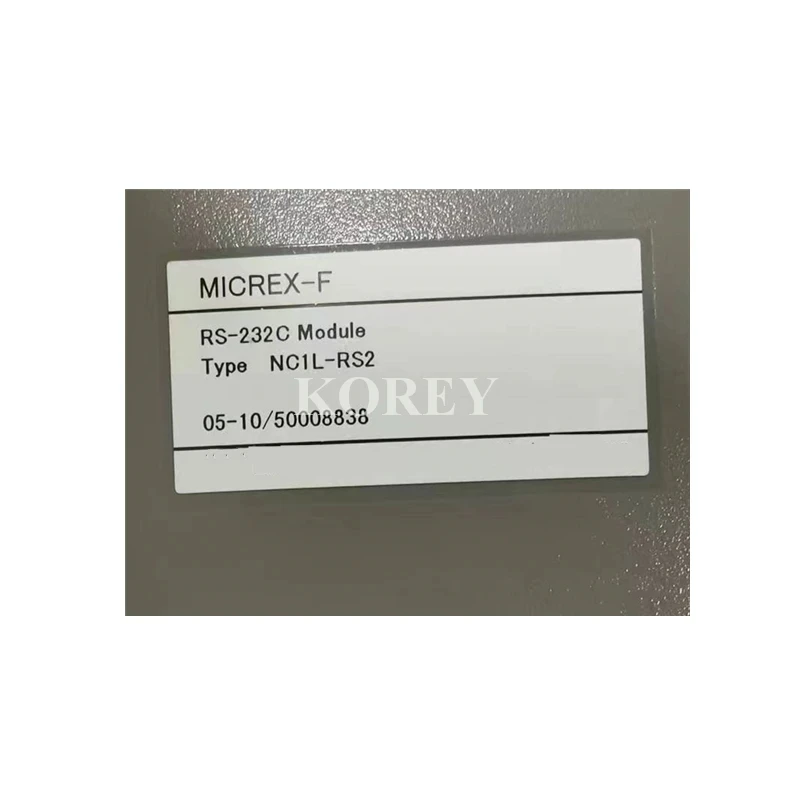 MICREX-F
RS-232C Module
Type NC1L-RS2
KOREY
05-10/50008838